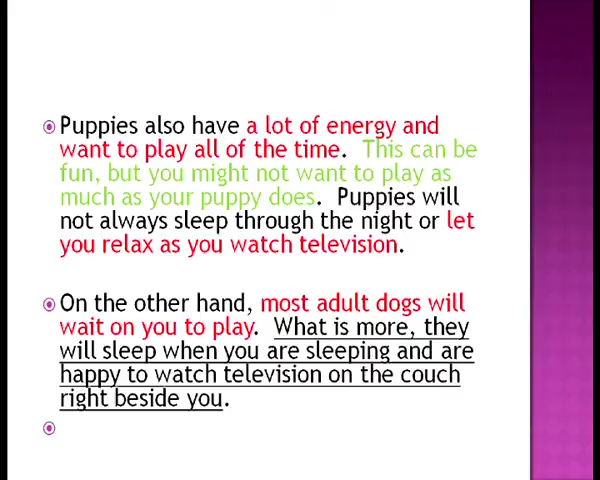 Puppies also have a lot of energy and
want to play all of the time.  This can be
fun, but you might not want to play as
much as your puppy does.  Puppies will
not always sleep through the night or let
you relax as you watch television.
On the other hand, most adult dogs will
wait on you to play.  What is more, they
will sleep when you are sleeping and are
happy to watch television on the couch
right beside you.